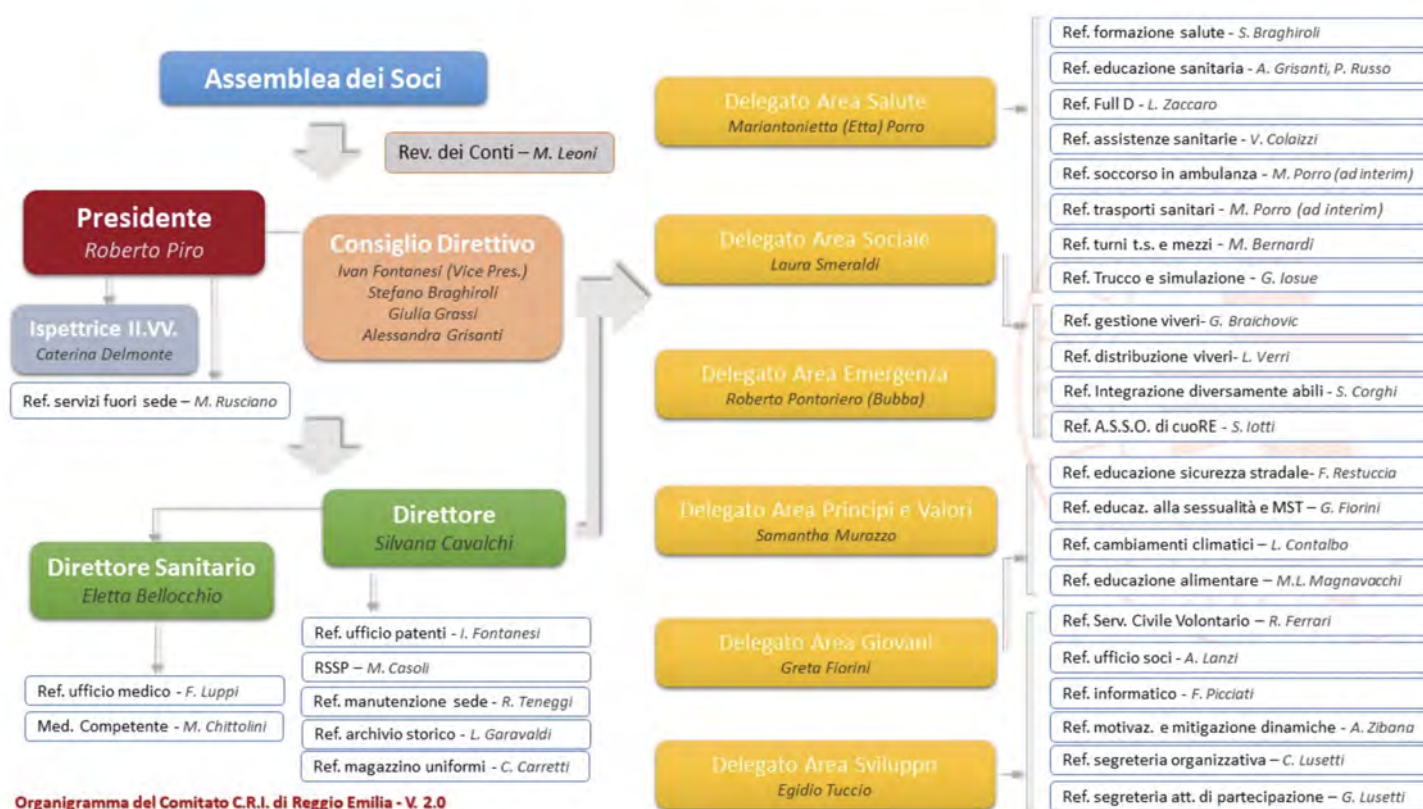 Assemblea dei Soci
Rev. dei Conti – M. Leoni
Presidente
Roberto Piro
Consiglio Direttivo
Ivan Fontanesi (Vice Pres.)
Stefano Braghiroli
Giulia Grassi
Alessandra Grisanti
Ispettrice II.VV.
Caterina Delmonte
Ref. servizi fuori sede – M. Rusciano
Direttore
Silvana Cavalchi
Direttore Sanitario
Eletta Bellocchio
Ref. ufficio medico - F. Luppi
Med. Competente - M. Chittolini
Ref. ufficio patenti - I. Fontanesi
RSSP – M. Casoli
Ref. manutenzione sede - R. Teneggi
Ref. archivio storico - L. Garavaldi
Ref. magazzino uniformi - C. Carretti
Organigramma del Comitato C.R.I. di Reggio Emilia - V. 2.0
Delegato Area Salute
Mariantonietta (Etta) Porro
Delegato Area Sociale
Laura Smeraldi
Delegato Area Emergenza
Roberto Pontoriero (Bubba)
Delegato Area Principi e Valori
Samantha Murazzo
Delegato Area Giovani
Greta Fiorini
Delegato Area Sviluppo
Egidio Tuccio
Ref. formazione salute - S. Braghiroli
Ref. educazione sanitaria - A. Grisanti, P. Russo
Ref. Full D - L. Zaccaro
Ref. assistenze sanitarie - V. Colaizzi
Ref. soccorso in ambulanza - M. Porro (ad interim)
Ref. trasporti sanitari - M. Porro (ad interim)
Ref. turni t.s. e mezzi - M. Bernardi
Ref. Trucco e simulazione - G. Iosue
Ref. gestione viveri- G. Braichovic
Ref. distribuzione viveri- L. Verri
Ref. Integrazione diversamente abili - S. Corghi
Ref. A.S.S.O. di cuoRE - S. Iotti
Ref. educazione sicurezza stradale- F. Restuccia
Ref. educaz. alla sessualità e MST – G. Fiorini
Ref. cambiamenti climatici – L. Contalbo
Ref. educazione alimentare – M.L. Magnavacchi
Ref. Serv. Civile Volontario – R. Ferrari
Ref. ufficio soci - A. Lanzi
Ref. informatico - F. Picciati
Ref. motivaz. e mitigazione dinamiche - A. Zibana
Ref. segreteria organizzativa – C. Lusetti
Ref. segreteria att. di partecipazione – G. Lusetti